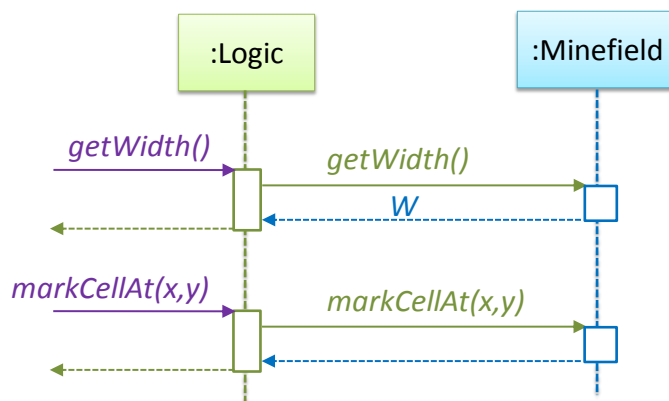 :Logic
:Minefield
getWidth()
getWidth()
W
markCellAt(x,y)
markCellAt(x,y)